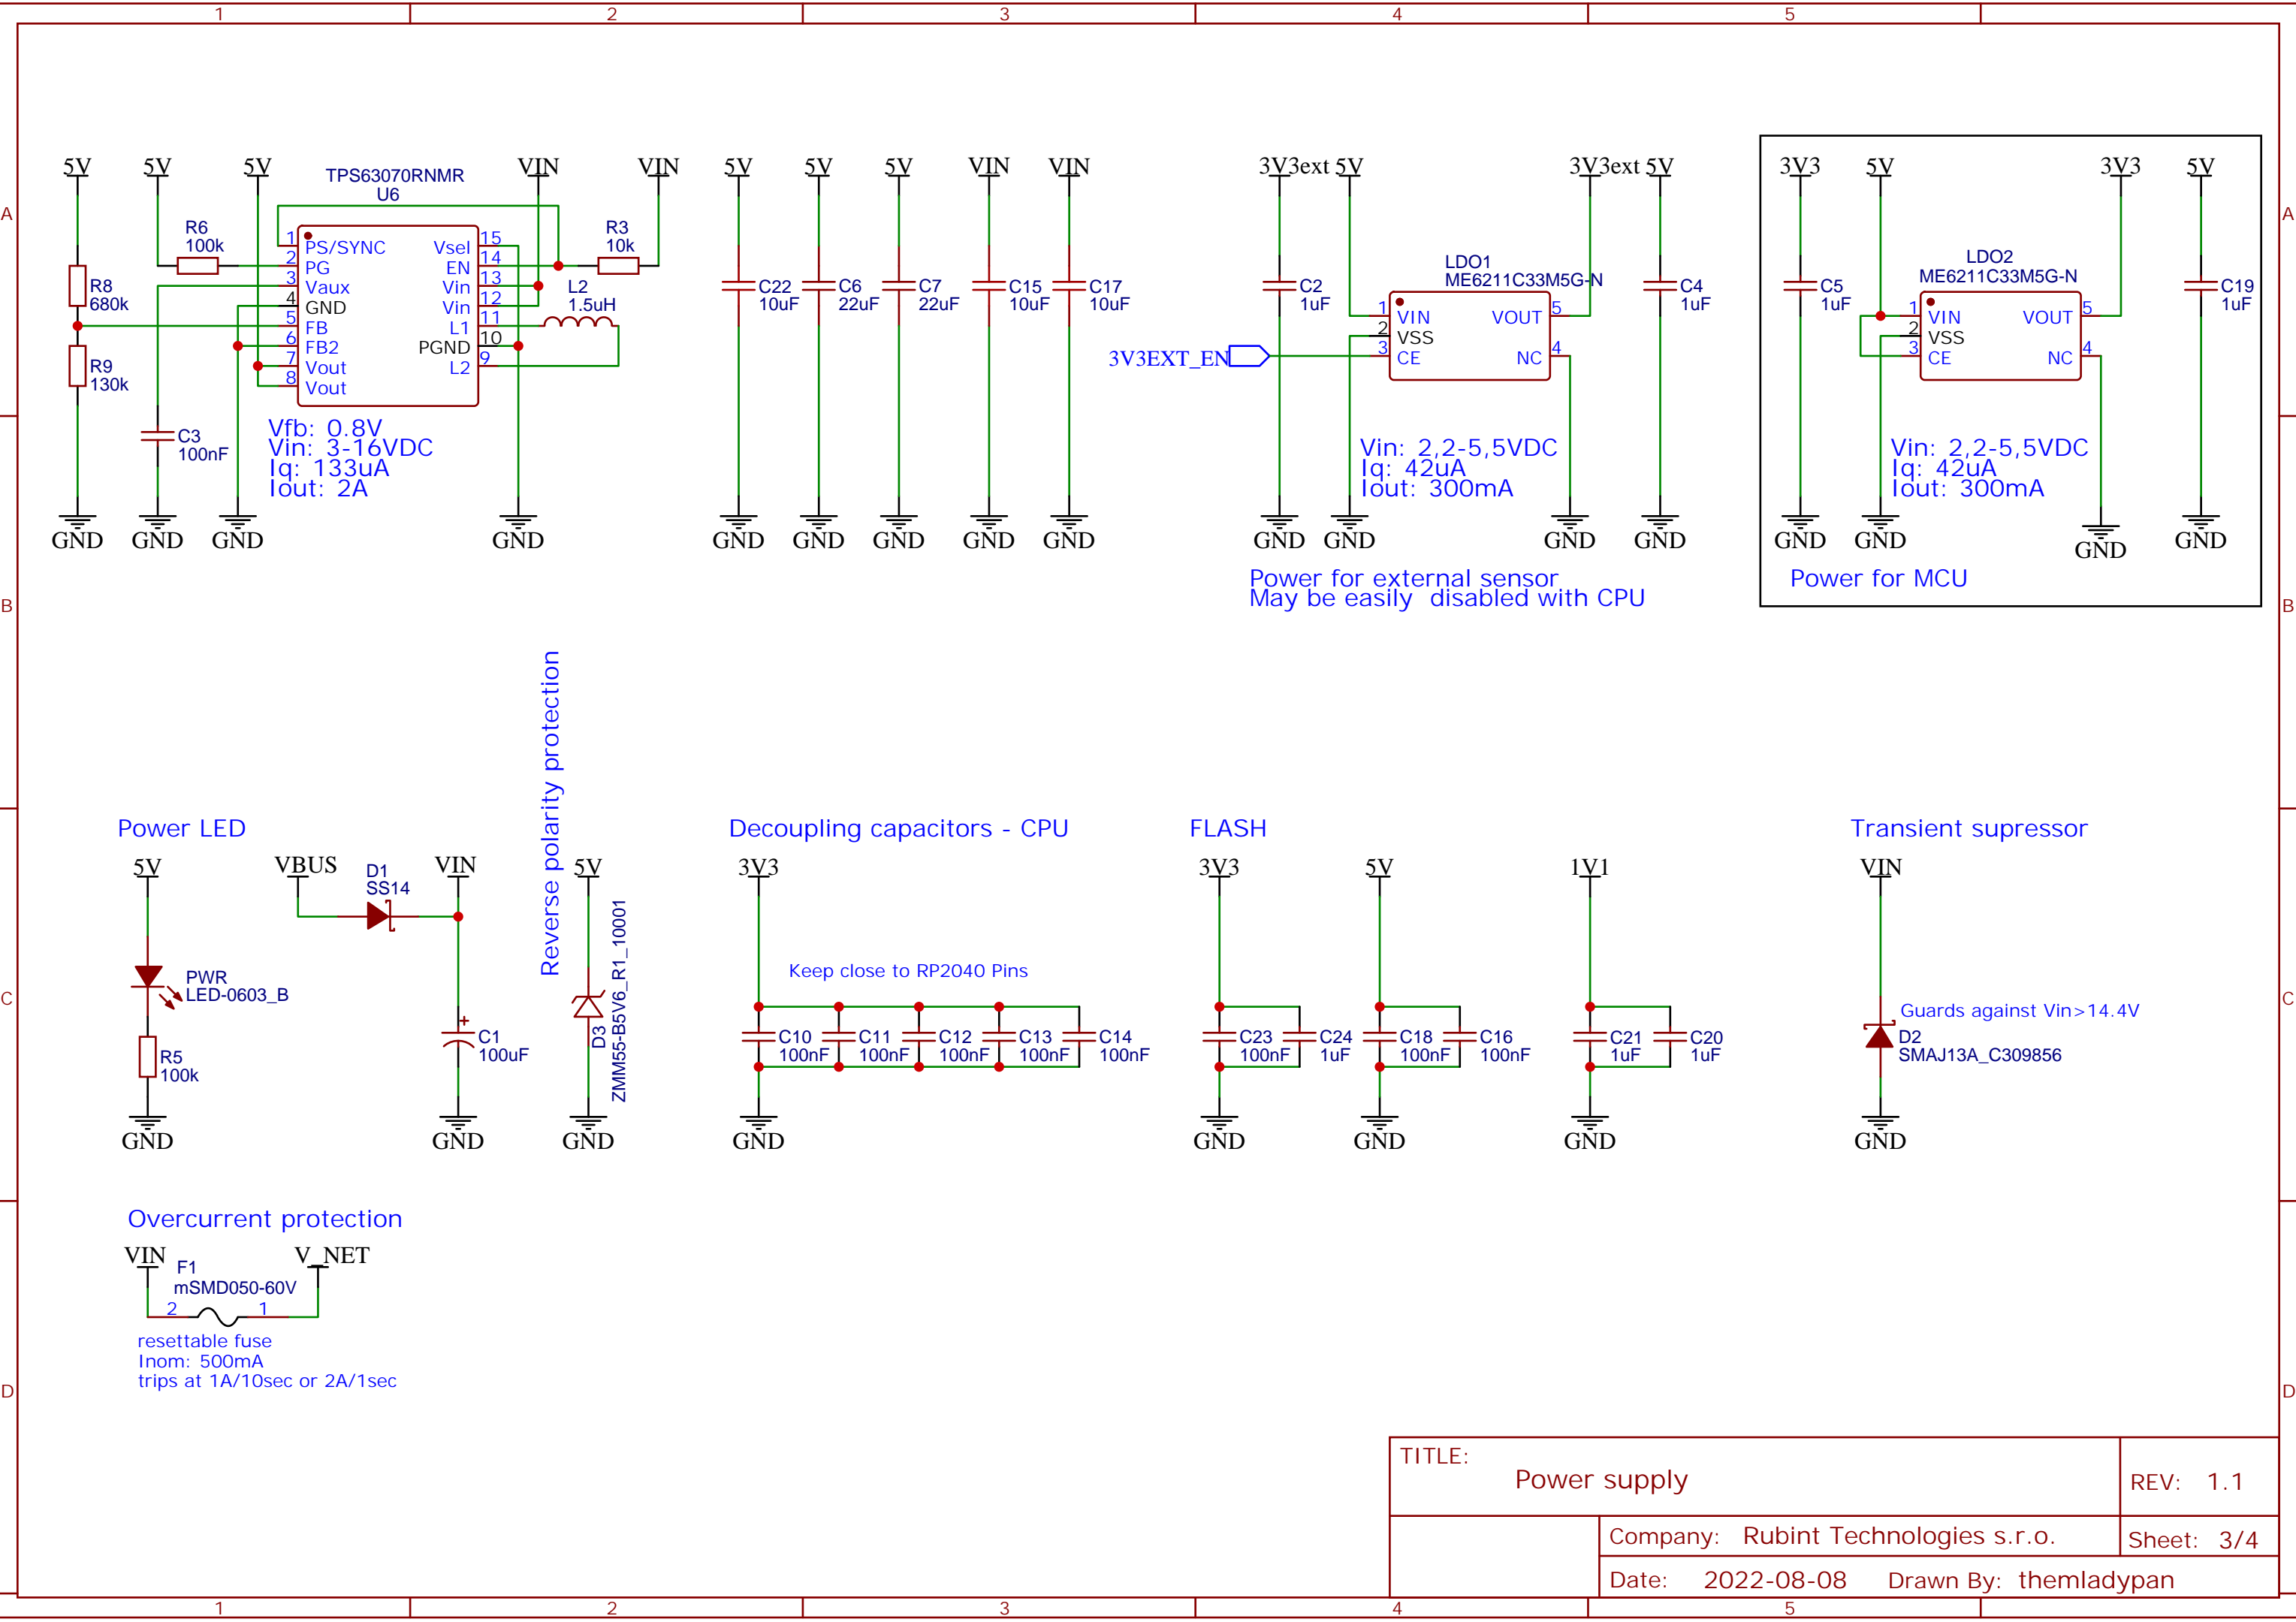 1 2 3 4 5
A
A
B
B
C
C
D
D
5V
5V
5V
TPS63070RNMR
U6
VIN
VIN
R6
100k
R3
10k
R8
680k
R9
130k
L2
1.5uH
C3
100nF
1 PS/SYNC
2 PG
3 Vaux
4 GND
5 FB
6 FB2
7 Vout
8 Vout
Vsel 15
EN 14
Vin 13
Vin 12
L1 11
PGND 10
L2 9
Vfb: 0.8V
Vin: 3-16VDC
Iq: 133uA
Iout: 2A
GND
GND
GND
GND
5V
5V
5V
VIN
VIN
C22
10uF
C6
22uF
C7
22uF
C15
10uF
C17
10uF
GND
GND
GND
GND
GND
3V3ext
5V
3V3ext
5V
C2
1uF
LDO1
ME6211C33M5G-N
1 VIN
2 VSS
3 CE
VOUT 5
NC 4
3V3EXT_EN
C4
1uF
Vin: 2,2-5,5VDC
Iq: 42uA
Iout: 300mA
GND
GND
GND
GND
Power for external sensor
May be easily  disabled with CPU
3V3
5V
3V3
5V
C5
1uF
LDO2
ME6211C33M5G-N
1 VIN
2 VSS
3 CE
VOUT 5
NC 4
C19
1uF
Vin: 2,2-5,5VDC
Iq: 42uA
Iout: 300mA
GND
GND
GND
GND
Power for MCU
Power LED
5V
PWR
LED-0603_B
R5
100k
GND
VBUS
D1
SS14
VIN
C1
100uF
GND
Reverse polarity protection
5V
D3
ZMM55-B5V6_R1_10001
GND
Decoupling capacitors - CPU
3V3
Keep close to RP2040 Pins
C10
100nF
C11
100nF
C12
100nF
C13
100nF
C14
100nF
GND
FLASH
3V3
C23
100nF
C24
1uF
GND
5V
C18
100nF
C16
100nF
GND
1V1
C21
1uF
C20
1uF
GND
Transient supressor
VIN
Guards against Vin>14.4V
D2
SMAJ13A_C309856
GND
Overcurrent protection
VIN
V_NET
F1
mSMD050-60V
2 1
resettable fuse
Inom: 500mA
trips at 1A/10sec or 2A/1sec
TITLE:
Power supply
REV: 1.1
Company: Rubint Technologies s.r.o.
Sheet: 3/4
Date: 2022-08-08
Drawn By: themladypan
1 2 3 4 5